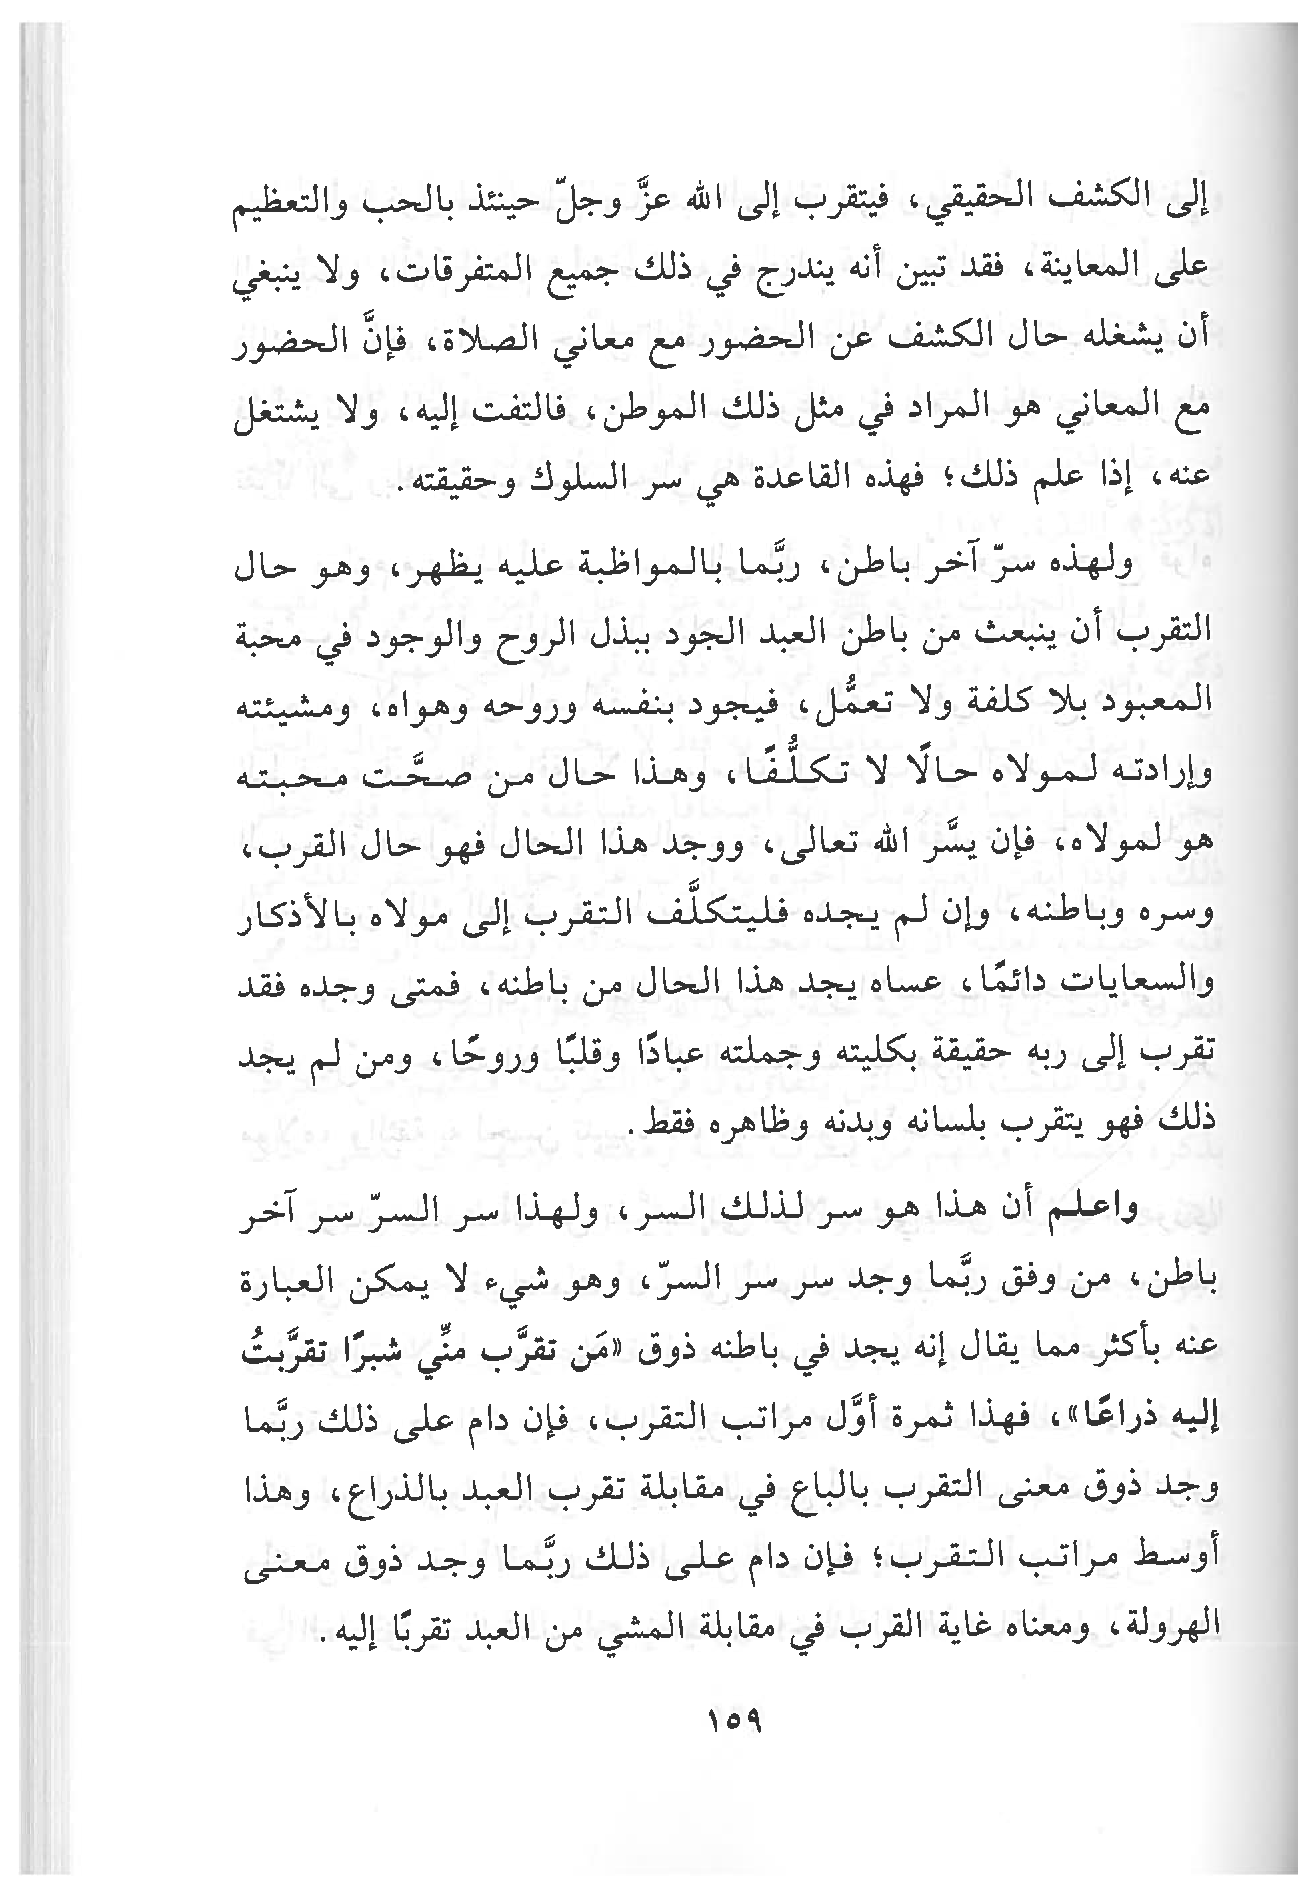 إلى الكشف الحقيقي، فيتقرب إلى الله عزَّ وجلّ حينئذ بالحب والتعظيم
على المعاينة، فقد تبين أنه يندرج في ذلك جميع المتفرقات، ولا ينبغي
أن يشغله حال الكشف عن الحضور مع معاني الصلاة، فإنَّ الحضور
مع المعاني هو المراد في مثل ذلك الموطن، فالتفت إليه، ولا يشتغل
عنه، إذا علم ذلك؛ فهذه القاعدة هي سر السلوك وحقيقته.
ولهذه سرّ آخر باطن، ربَّما بالمواظبة عليه يظهر، وهو حال
التقرب أن ينبعث من باطن العبد الجود ببذل الروح والوجود في محبة
المعبود بلا كلفة ولا تعمُّل، فيجود بنفسه وروحه وهواه، ومشيئته
وإرادته لمولاه حالًا لا تكلُّفًا، وهذا حال من صحَّت محبته
هو لمولاه، فإن يسَّر الله تعالى، ووجد هذا الحال فهو حال القرب،
وسره وباطنه، وإن لم يجده فليتكلَّف التقرب إلى مولاه بالأذكار
والسعايات دائمًا، عساه يجد هذا الحال من باطنه، فمتى وجده فقد
تقرب إلى ربه حقيقة بكليته وجملته عبادًا وقلبًا وروحًا، ومن لم يجد
ذلك فهو يتقرب بلسانه وبدنه وظاهره فقط.
واعلم أن هذا هو سر لذلك السر، ولهذا سر السرّ سر آخر
باطن، من وفق ربَّما وجد سر سر السرّ، وهو شيء لا يمكن العبارة
عنه بأكثر مما يقال إنه يجد في باطنه ذوق «مَن تقرَّب منِّي شبرًا تقرَّبتُ
إليه ذراعًا»، فهذا ثمرة أوَّل مراتب التقرب، فإن دام على ذلك ربَّما
وجد ذوق معنى التقرب بالباع في مقابلة تقرب العبد بالذراع، وهذا
أوسط مراتب التقرب؛ فإن دام على ذلك ربَّما وجد ذوق معنى
الهرولة، ومعناه غاية القرب في مقابلة المشي من العبد تقربًا إليه.
١٥٩